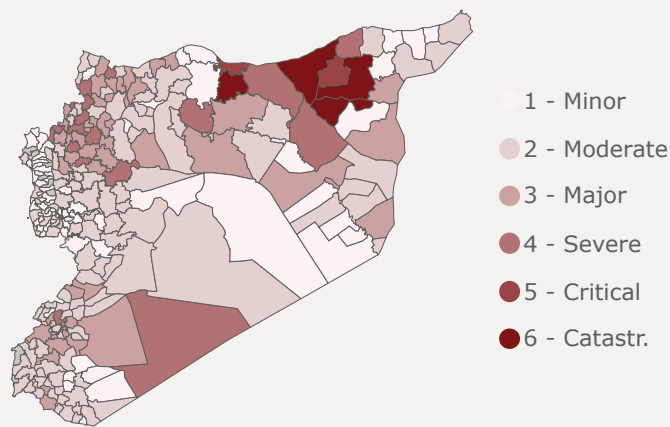 1 - Minor
2 - Moderate
3 - Major
4 - Severe
5 - Critical
6 - Catastr.